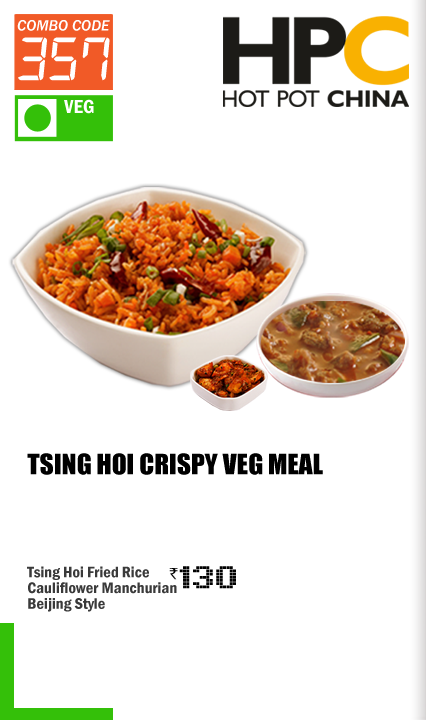 COMBO CODE
357
VEG
HPC
HOT POT CHINA
TSING HOI CRISPY VEG MEAL
Tsing Hoi Fried Rice ₹130
Cauliflower Manchurian
Beijing Style